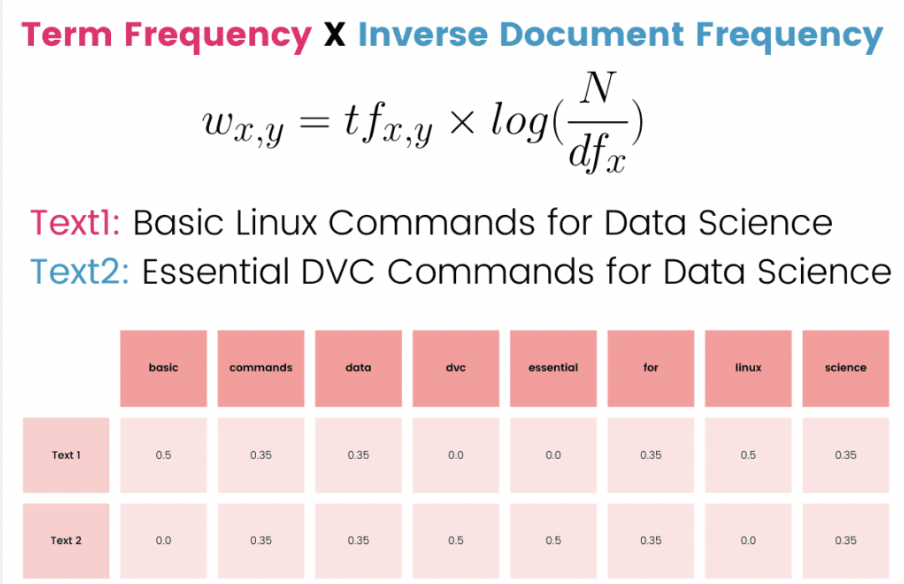 Term Frequency X Inverse Document Frequency
w_{x,y} = tf_{x,y} × log(N/df_x)
Text1: Basic Linux Commands for Data Science
Text2: Essential DVC Commands for Data Science
basic commands data dvc essential for linux science
Text 1 0.5 0.35 0.35 0.0 0.0 0.35 0.5 0.35
Text 2 0.0 0.35 0.35 0.5 0.5 0.35 0.0 0.35